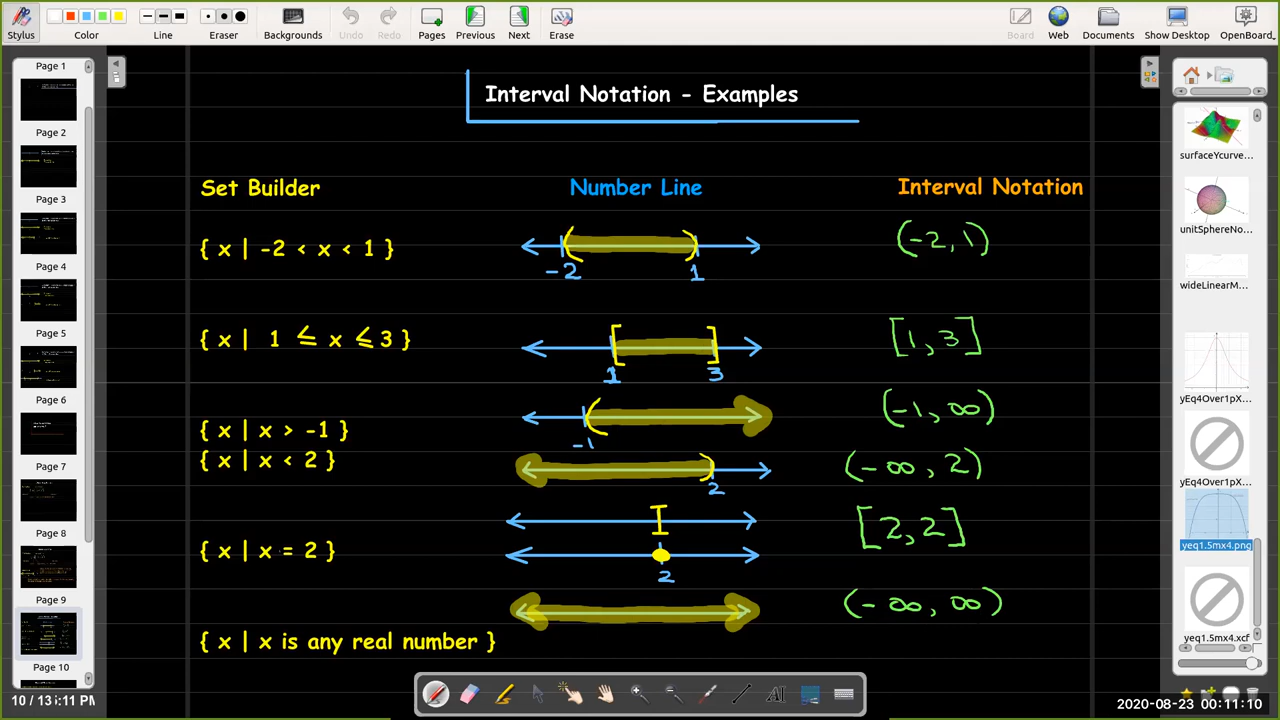 Stylus
Color
Line
Eraser
Backgrounds
Undo
Redo
Pages
Previous
Next
Erase
Board
Web
Documents
Show Desktop
OpenBoard
Page 1
Page 2
Page 3
Page 4
Page 5
Page 6
Page 7
Page 8
Page 9
Page 10
Interval Notation - Examples
Set Builder
Number Line
Interval Notation
{ x | -2 < x < 1 }
-2 1
(-2, 1)
{ x | 1 ≤ x ≤ 3 }
1 3
[1, 3]
{ x | x > -1 }
-1
(-1, ∞)
{ x | x < 2 }
2
(-∞, 2)
{ x | x = 2 }
2
[2, 2]
{ x | x is any real number }
(-∞, ∞)
surfaceYcurve...
unitSphereNo...
wideLinearM...
yEq4Over1pX...
yEq4Over1pX...
yeq1.5mx4.png
yeq1.5mx4.xcf
AI
2020-08-23 00:11:10